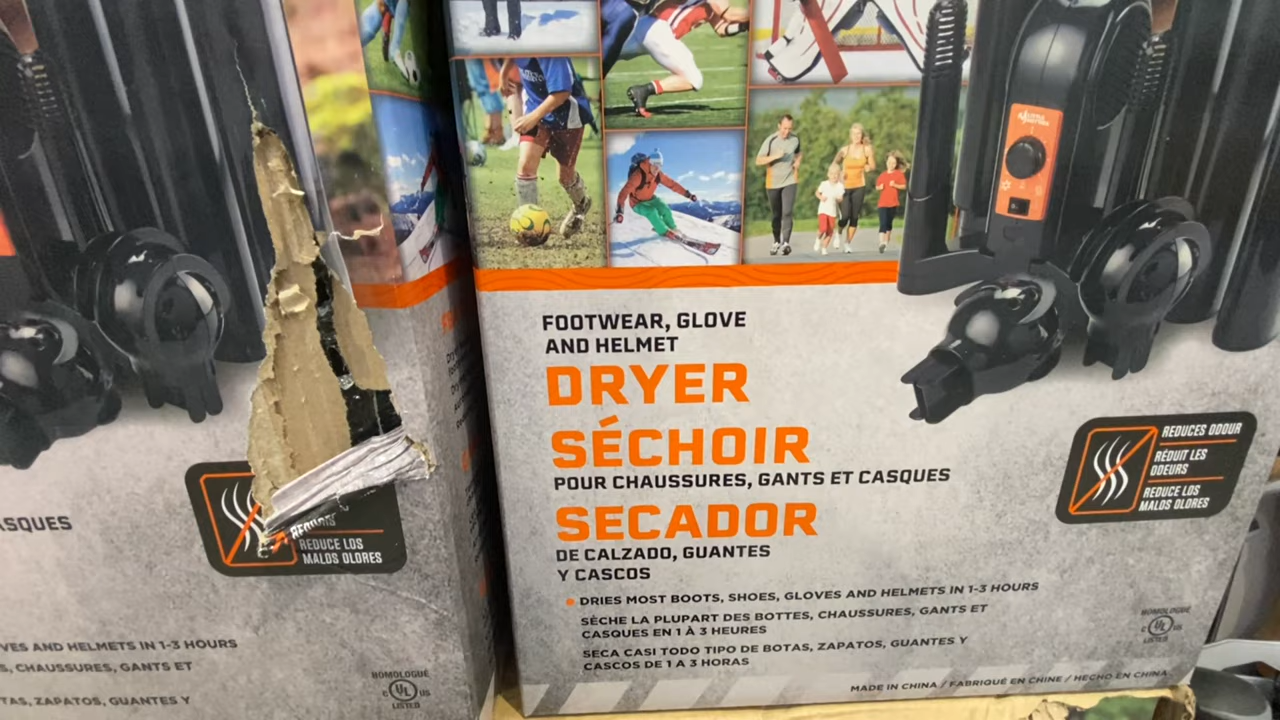 FOOTWEAR, GLOVE
AND HELMET
DRYER
SÉCHOIR
POUR CHAUSSURES, GANTS ET CASQUES
SECADOR
DE CALZADO, GUANTES
Y CASCOS
DRIES MOST BOOTS, SHOES, GLOVES AND HELMETS IN 1-3 HOURS
SÈCHE LA PLUPART DES BOTTES, CHAUSSURES, GANTS ET
CASQUES EN 1 À 3 HEURES
SECA CASI TODO TIPO DE BOTAS, ZAPATOS, GUANTES Y
CASCOS DE 1 A 3 HORAS
MADE IN CHINA / FABRIQUÉ EN CHINE / HECHO EN CHINA
REDUCES ODOUR
RÉDUIT LES
ODEURS
REDUCE LOS
MALOS OLORES
HOMOLOGUÉ
C UL US
LISTED
ASQUES
REDUCE LOS
MALOS OLORES
VES AND HELMETS IN 1-3 HOURS
S, CHAUSSURES, GANTS ET
TAS, ZAPATOS, GUANTES Y
HOMOLOGUÉ
C UL US
LISTED